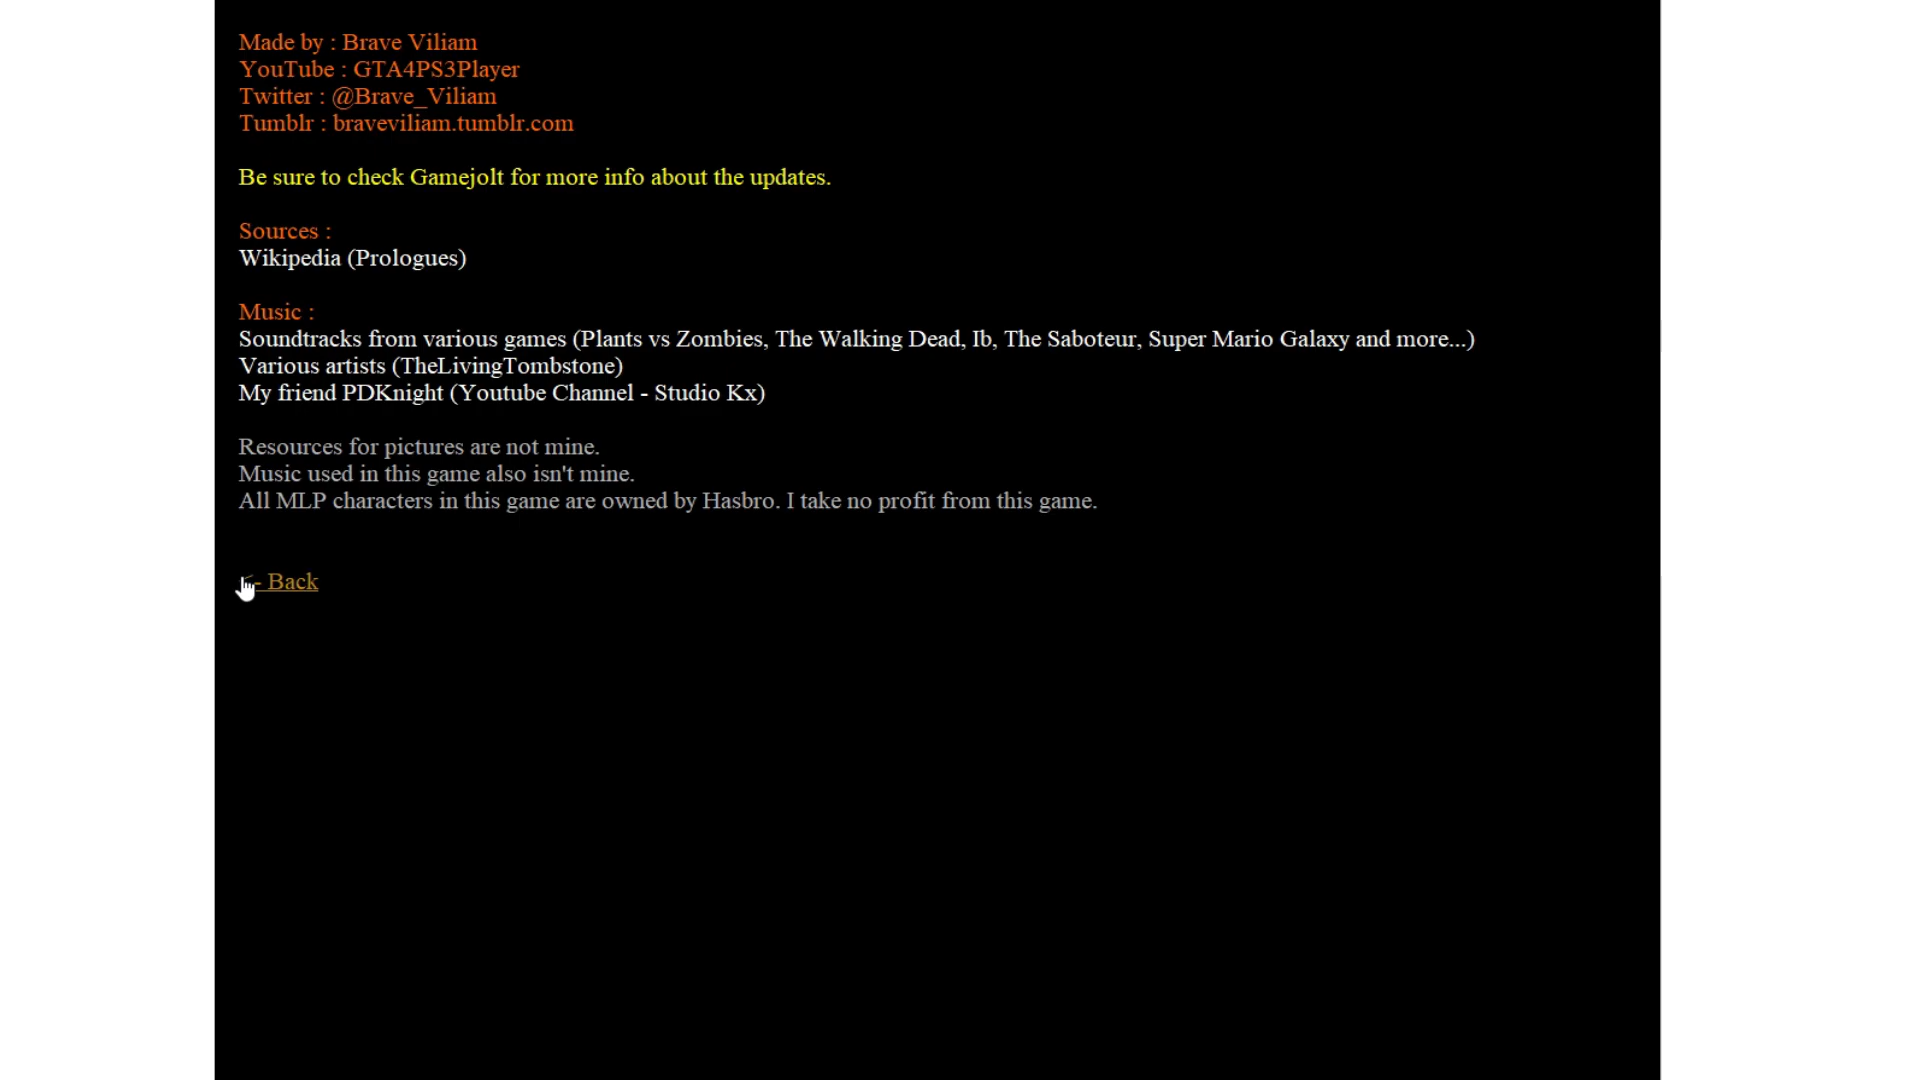 Made by : Brave Viliam
YouTube : GTA4PS3Player
Twitter : @Brave_Viliam
Tumblr : braveviliam.tumblr.com
Be sure to check Gamejolt for more info about the updates.
Sources :
Wikipedia (Prologues)
Music :
Soundtracks from various games (Plants vs Zombies, The Walking Dead, Ib, The Saboteur, Super Mario Galaxy and more...)
Various artists (TheLivingTombstone)
My friend PDKnight (Youtube Channel - Studio Kx)
Resources for pictures are not mine.
Music used in this game also isn't mine.
All MLP characters in this game are owned by Hasbro. I take no profit from this game.
<- Back